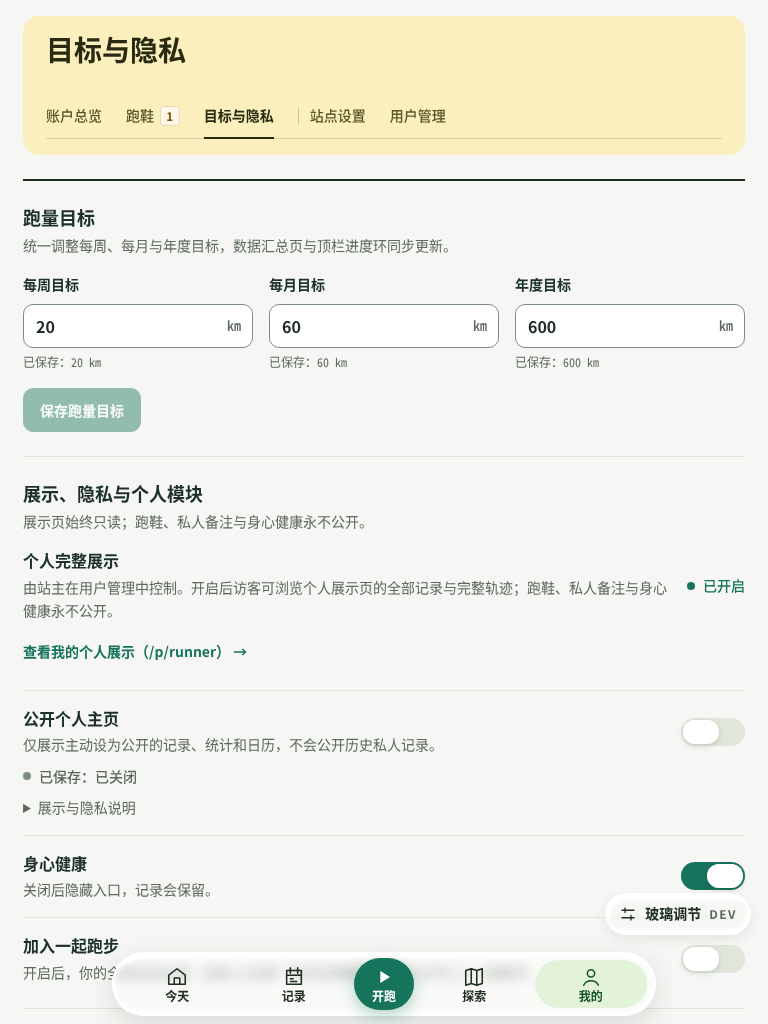 目标与隐私
账户总览 跑鞋 1 目标与隐私 站点设置 用户管理
跑量目标
统一调整每周、每月与年度目标，数据汇总页与顶栏进度环同步更新。
每周目标 每月目标 年度目标
20 km 60 km 600 km
已保存：20 km 已保存：60 km 已保存：600 km
保存跑量目标
展示、隐私与个人模块
展示页始终只读；跑鞋、私人备注与身心健康永不公开。
个人完整展示
由站主在用户管理中控制。开启后访客可浏览个人展示页的全部记录与完整轨迹；跑鞋、私人备注与身心
健康永不公开。
已开启
查看我的个人展示（/p/runner） →
公开个人主页
仅展示主动设为公开的记录、统计和日历，不会公开历史私人记录。
已保存：已关闭
展示与隐私说明
身心健康
关闭后隐藏入口，记录会保留。
玻璃调节 DEV
加入一起跑步
开启后，你的全
今天 记录 开跑 探索 我的